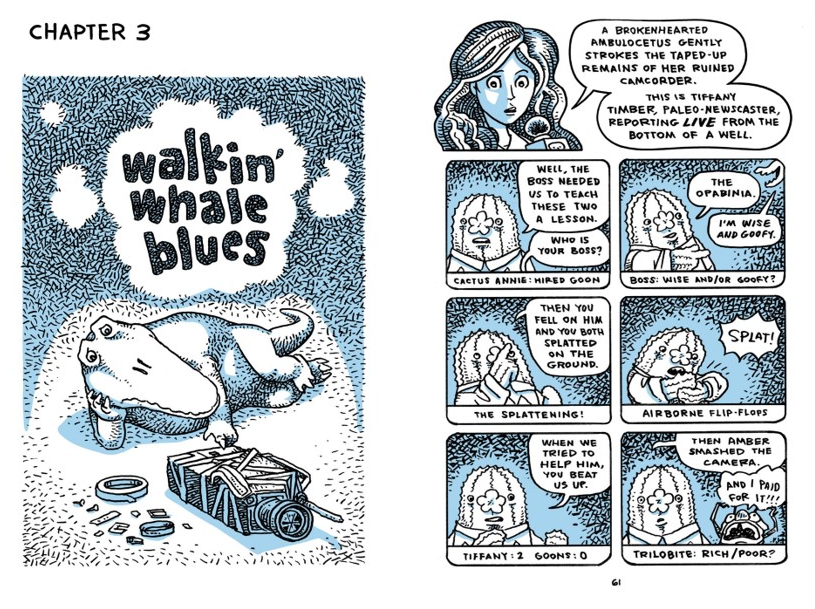 CHAPTER 3
walkin'
whale
blues
A BROKENHEARTED
AMBULOCETUS GENTLY
STROKES THE TAPED-UP
REMAINS OF HER RUINED
CAMCORDER.
THIS IS TIFFANY
TIMBER, PALEO-NEWSCASTER,
REPORTING LIVE FROM THE
BOTTOM OF A WELL.
WELL, THE
BOSS NEEDED
US TO TEACH
THESE TWO
A LESSON.
WHO IS
YOUR BOSS?
CACTUS ANNIE: HIRED GOON
THE
OPABINIA.
I'M WISE
AND GOOFY.
BOSS: WISE AND/OR GOOFY?
THEN YOU
FELL ON HIM
AND YOU BOTH
SPLATTED
ON THE
GROUND.
THE SPLATTENING!
SPLAT!
AIRBORNE FLIP-FLOPS
WHEN WE
TRIED TO
HELP HIM,
YOU BEAT
US UP.
TIFFANY: 2 GOONS: 0
THEN AMBER
SMASHED THE
CAMERA.
AND I PAID
FOR IT!!!
TRILOBITE: RICH/POOR?
61